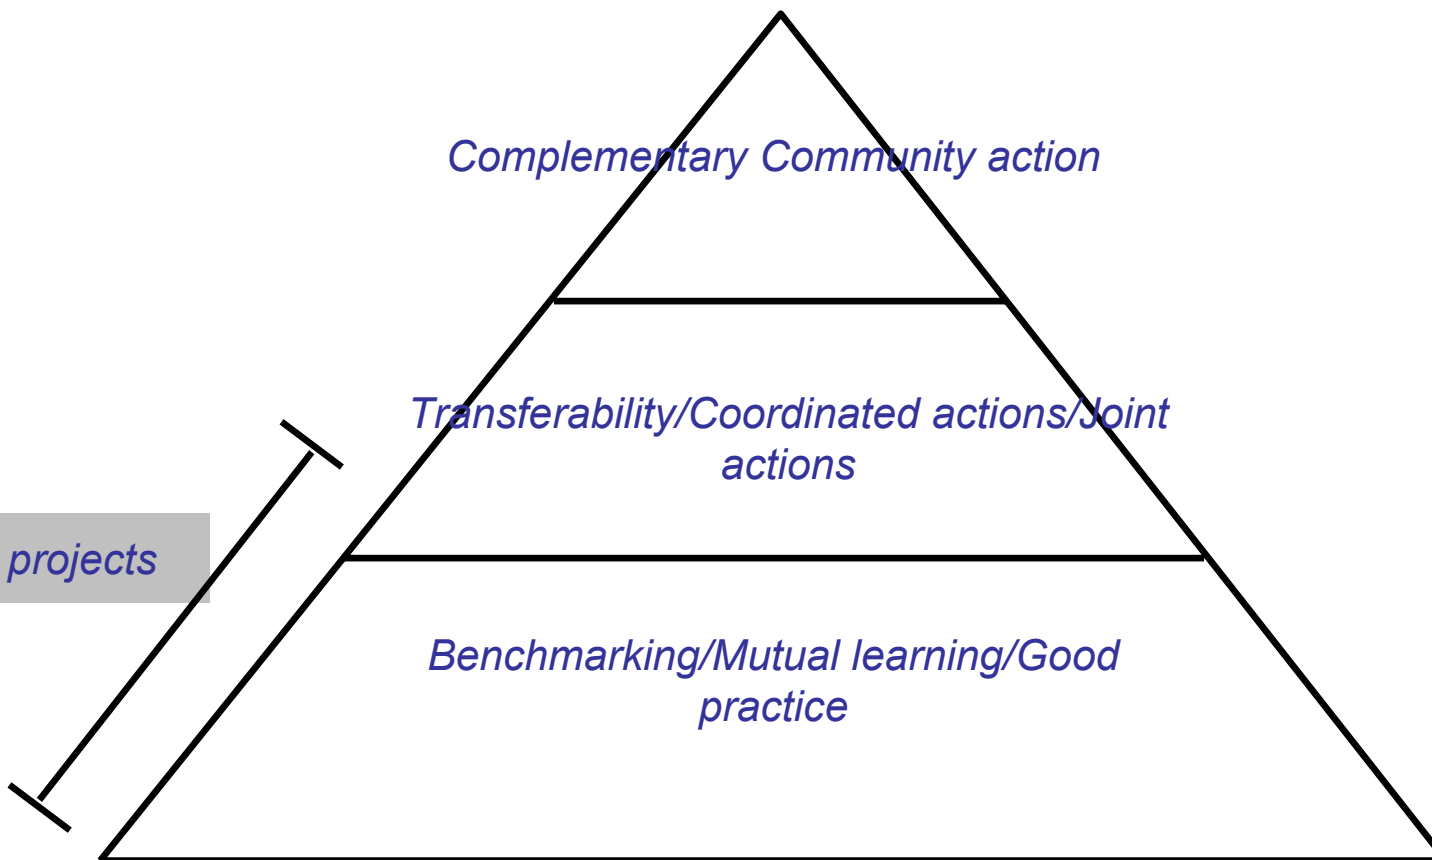 Complementary Community action
Transferability/Coordinated actions/Joint
actions
projects
Benchmarking/Mutual learning/Good
practice